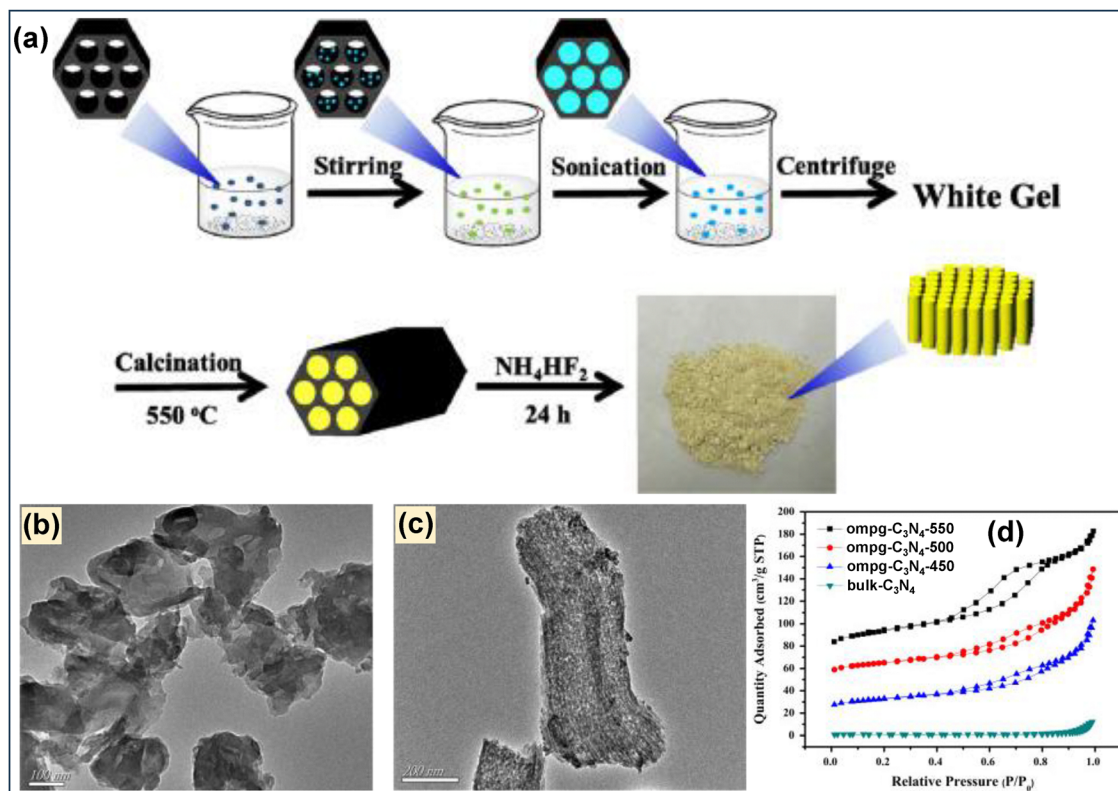 (a)
Stirring
Sonication
Centrifuge
White Gel
Calcination
550 °C
NH₄HF₂
24 h
(b)
100 nm
(c)
200 nm
(d)
ompg-C₃N₄-550
ompg-C₃N₄-500
ompg-C₃N₄-450
bulk-C₃N₄
Quantity Adsorbed (cm³/g STP)
200
180
160
140
120
100
80
60
40
20
0
0.0 0.2 0.4 0.6 0.8 1.0
Relative Pressure (P/P₀)